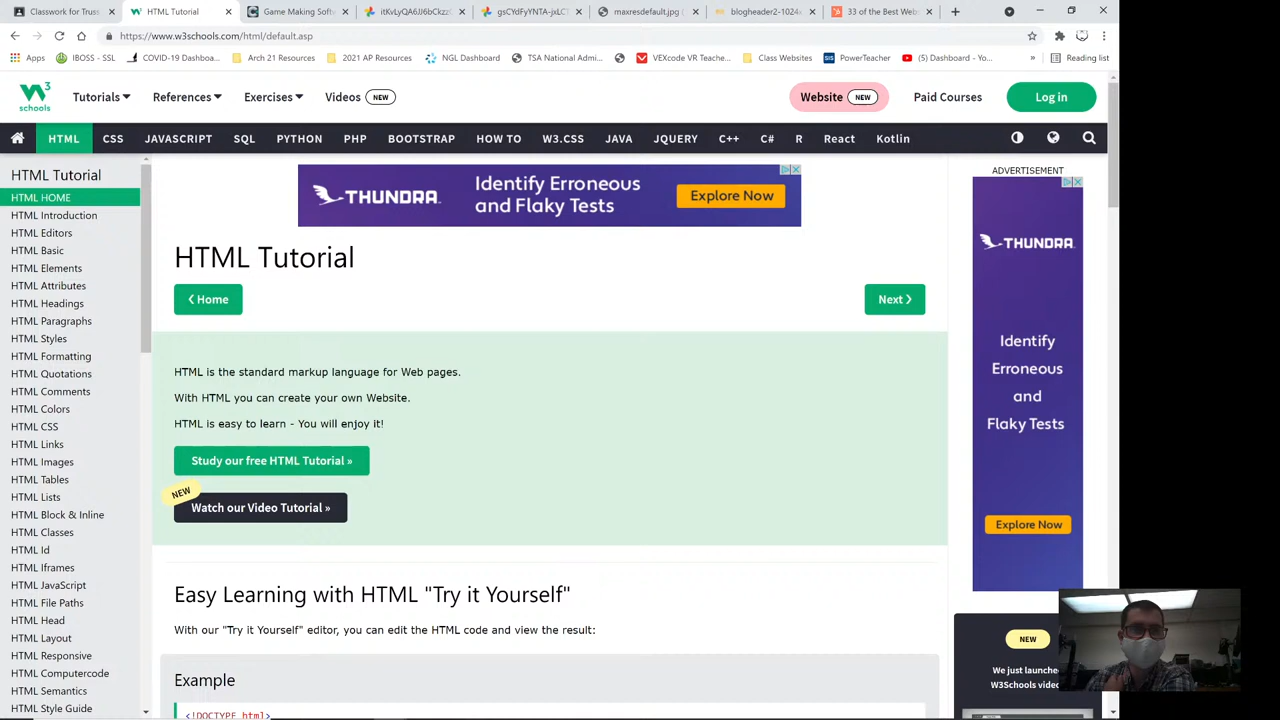 Classwork for Trust
HTML Tutorial
Game Making Soft
itKvLyQA6JJ6bCkzz
gsCYdFyYNTA-jxLCT
maxresdefault.jpg (
blogheader2-1024x
33 of the Best Web
https://www.w3schools.com/html/default.asp
Apps
IBOSS - SSL
COVID-19 Dashboa...
Arch 21 Resources
2021 AP Resources
NGL Dashboard
TSA National Admi...
VEXcode VR Teache...
Class Websites
PowerTeacher
(5) Dashboard - Yo...
»
Reading list
W3 schools
Tutorials
References
Exercises
Videos NEW
Website NEW
Paid Courses
Log in
HTML CSS JAVASCRIPT SQL PYTHON PHP BOOTSTRAP HOW TO W3.CSS JAVA JQUERY C++ C# R React Kotlin
HTML Tutorial
HTML HOME
HTML Introduction
HTML Editors
HTML Basic
HTML Elements
HTML Attributes
HTML Headings
HTML Paragraphs
HTML Styles
HTML Formatting
HTML Quotations
HTML Comments
HTML Colors
HTML CSS
HTML Links
HTML Images
HTML Tables
HTML Lists
HTML Block & Inline
HTML Classes
HTML Id
HTML Iframes
HTML JavaScript
HTML File Paths
HTML Head
HTML Layout
HTML Responsive
HTML Computercode
HTML Semantics
HTML Style Guide
THUNDRA.
Identify Erroneous
and Flaky Tests
Explore Now
HTML Tutorial
❮ Home
Next ❯
HTML is the standard markup language for Web pages.
With HTML you can create your own Website.
HTML is easy to learn - You will enjoy it!
Study our free HTML Tutorial »
NEW
Watch our Video Tutorial »
Easy Learning with HTML "Try it Yourself"
With our "Try it Yourself" editor, you can edit the HTML code and view the result:
Example
<!DOCTYPE html>
ADVERTISEMENT
THUNDRA.
Identify
Erroneous
and
Flaky Tests
Explore Now
NEW
We just launche
W3Schools video